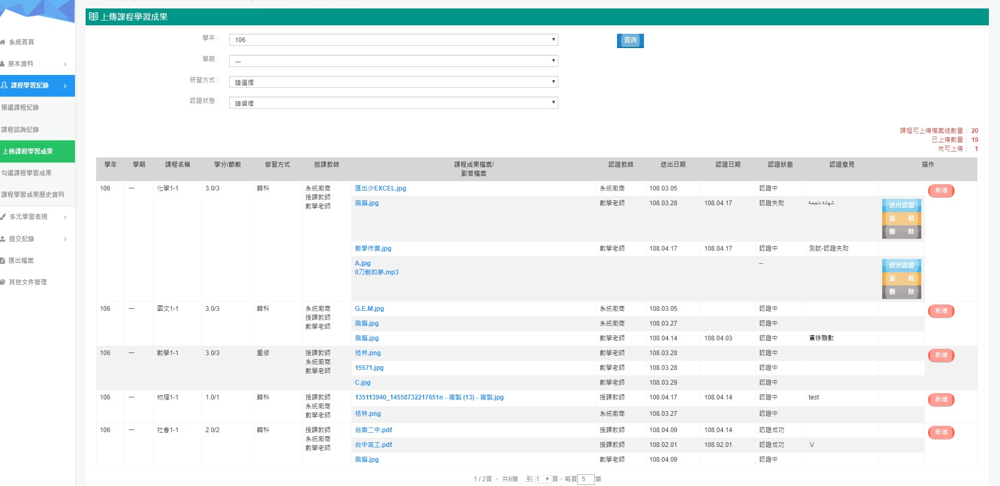 上傳課程學習成果
系統首頁
基本資料
課程學習紀錄
預選課程紀錄
課程諮詢紀錄
上傳課程學習成果
勾選課程學習成果
課程學習成果歷史資料
多元學習表現
提交紀錄
匯出檔案
其他文件管理
學年： 106 查詢
學期： 一
研習方式： 請選擇
認證狀態： 請選擇
課程可上傳檔案總數量： 20
已上傳數量： 19
尚可上傳： 1
學年 學期 課程名稱 學分/節數 修習方式 授課教師 課程成果檔案/ 認證教師 送出日期 認證日期 認證狀態 認證意見 操作
影音檔案
106 一 化學1-1 3.0/3 轉科 系統廠商 匯出少EXCEL.jpg 系統廠商 108.03.05 認證中 新增
授課教師
數學老師 熊貓.jpg 數學老師 108.03.28 108.04.17 認證失敗 شهادة ناجحة 送出認證
編 輯
刪 除
數學作業.jpg 數學老師 108.04.17 108.04.17 認證中 測試-認證失敗
A.jpg -- 送出認證
0刀劍如夢.mp3
編 輯
刪 除
106 一 國文1-1 3.0/3 轉科 系統廠商 G.E.M.jpg 系統廠商 108.03.05 認證中 新增
授課教師 熊貓.jpg 系統廠商 108.03.27 認證中
數學老師
熊貓.jpg 數學老師 108.04.14 108.04.03 認證中
106 一 數學1-1 3.0/3 重修 授課教師 格林.png 數學老師 108.03.28 認證中 新增
系統廠商 15571.jpg 數學老師 108.03.28 認證中
數學老師
C.jpg 數學老師 108.03.29 認證中
106 一 物理1-1 1.0/1 轉科 授課教師 135113940_14558732217651n - 複製 (13) - 複製.jpg 授課教師 108.04.17 108.04.14 認證中 test 新增
系統廠商
數學老師 格林.png 系統廠商 108.03.27 認證中
106 一 社會1-1 2.0/2 轉科 授課教師 台南二中.pdf 授課教師 108.04.09 108.04.14 認證成功 新增
系統廠商 台中高工.pdf 授課教師 108.02.01 108.02.01 認證成功 V
數學老師
熊貓.jpg 數學老師 108.04.09 認證中
1 / 2頁 ， 共6筆 到 1 頁，每頁 5 筆